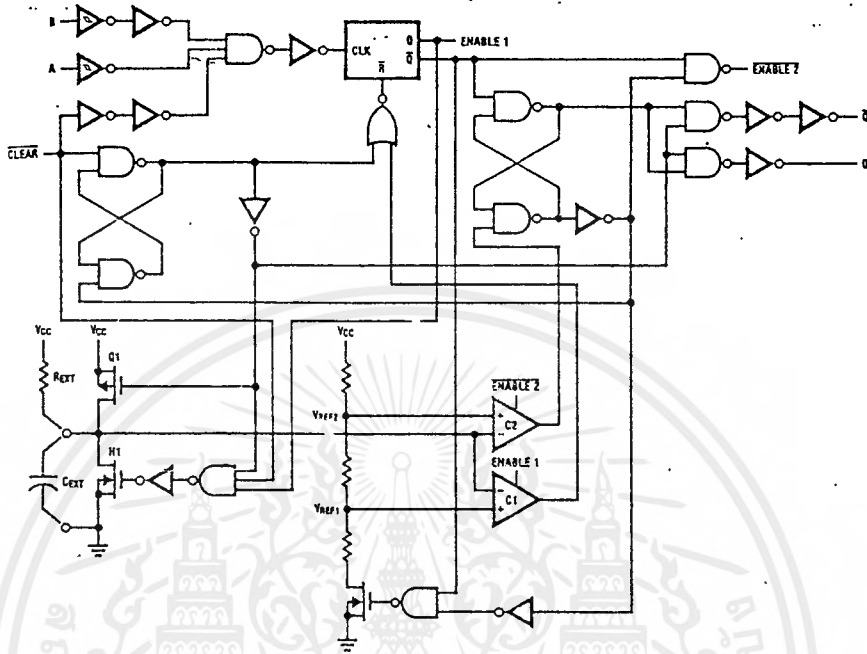 B
A
CLEAR
CLK
Q
Q
R
ENABLE 1
ENABLE 2
Q
Q
VCC
VCC
REXT
Q1
CEXT
N1
VCC
VREF2
VREF1
ENABLE 2
C2
ENABLE 1
C1